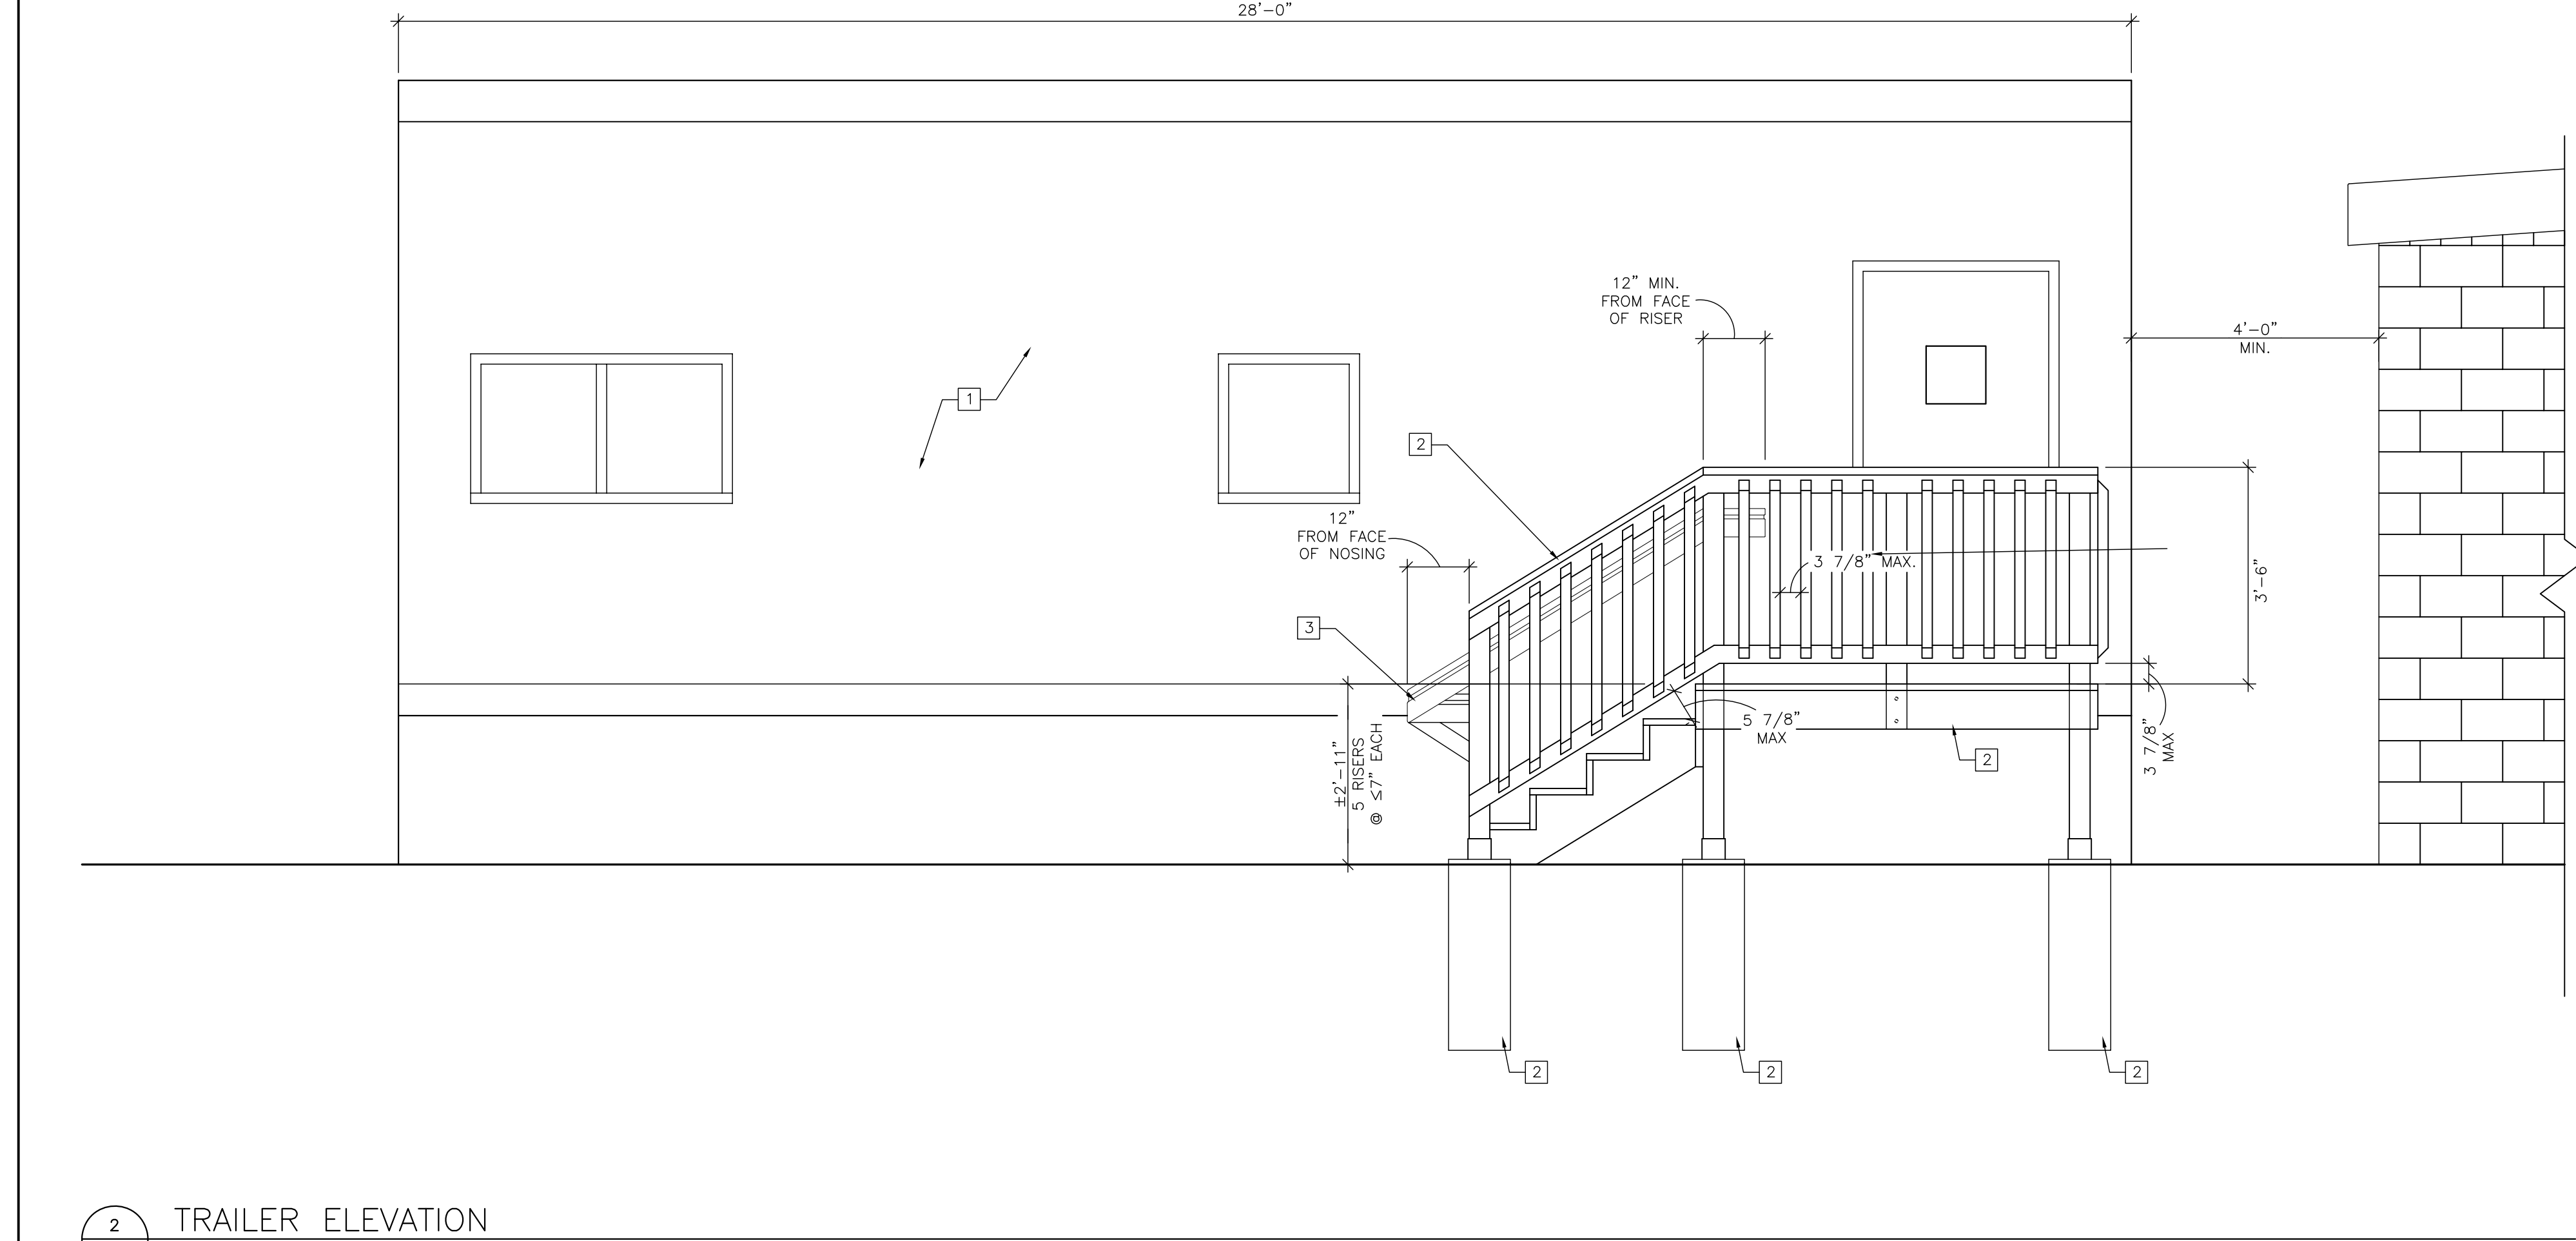 28'-0"
12" MIN.
FROM FACE
OF RISER
4'-0"
MIN.
1
2
12"
FROM FACE
OF NOSING
3 7/8" MAX.
3'-6"
3
5 7/8"
MAX
±2'-11"
5 RISERS
@ ≤7" EACH
3 7/8"
MAX
2
2
2
2
2 TRAILER ELEVATION